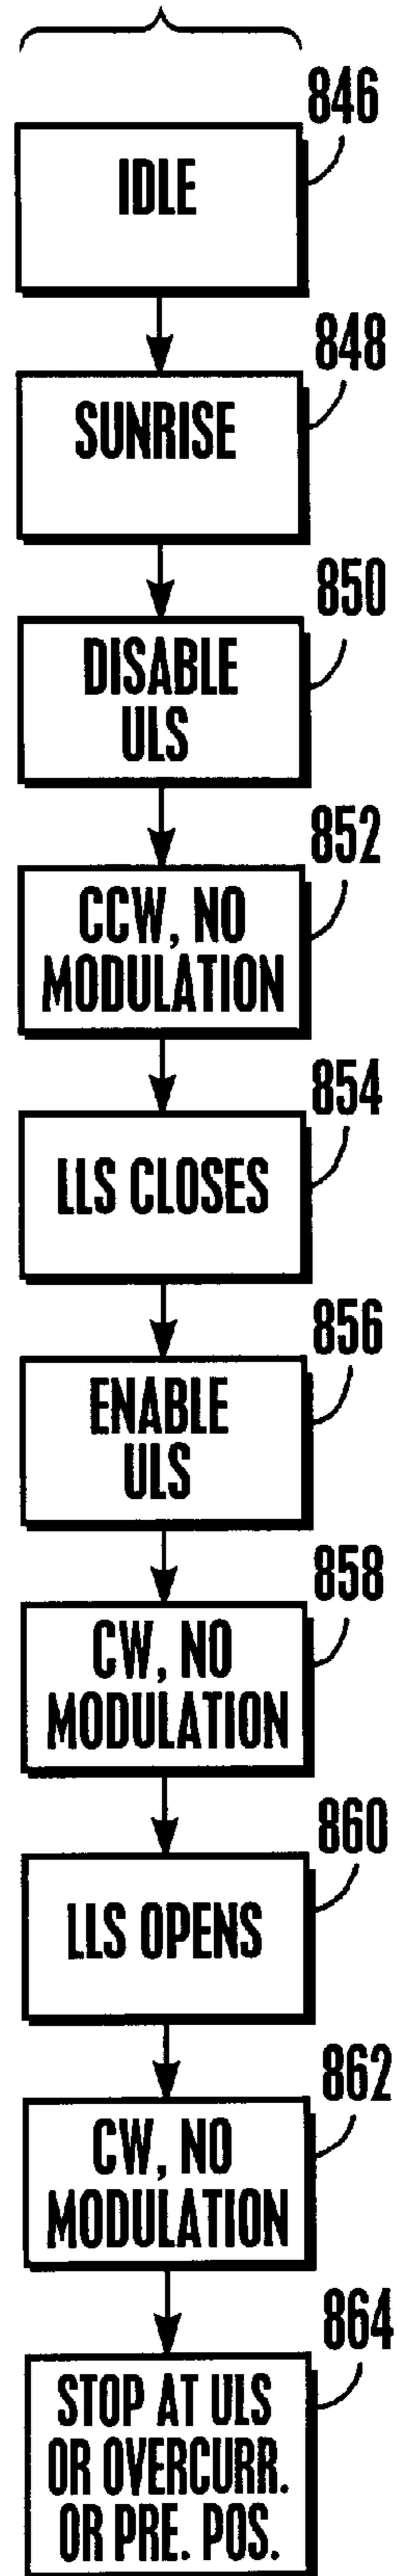 846
IDLE
848
SUNRISE
850
DISABLE
ULS
852
CCW, NO
MODULATION
854
LLS CLOSES
856
ENABLE
ULS
858
CW, NO
MODULATION
860
LLS OPENS
862
CW, NO
MODULATION
864
STOP AT ULS
OR OVERCURR.
OR PRE. POS.